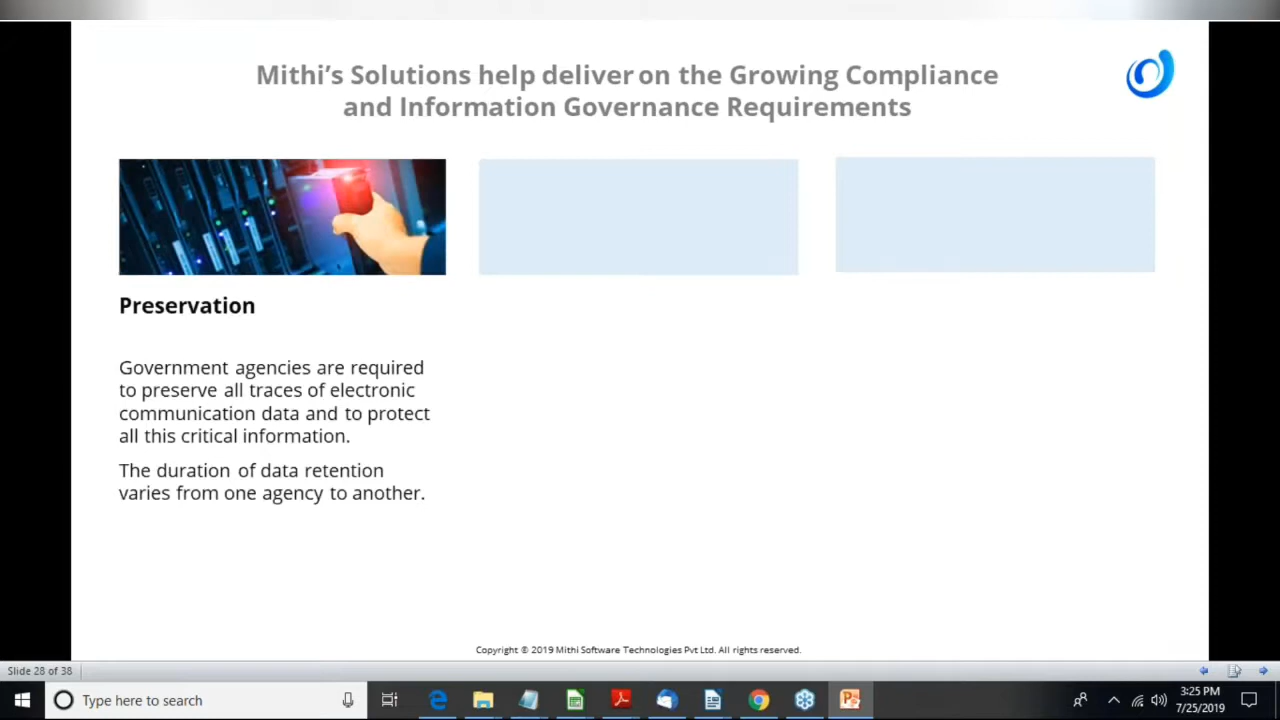 Mithi's Solutions help deliver on the Growing Compliance
and Information Governance Requirements
Preservation
Government agencies are required
to preserve all traces of electronic
communication data and to protect
all this critical information.
The duration of data retention
varies from one agency to another.
Copyright © 2019 Mithi Software Technologies Pvt Ltd. All rights reserved.
Slide 28 of 38
Type here to search
3:25 PM
7/25/2019